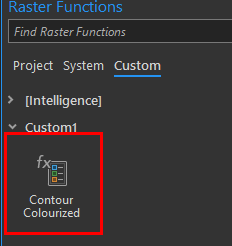 Raster Functions
Find Raster Functions
Project System Custom
[Intelligence]
Custom1
fx
Contour
Colourized